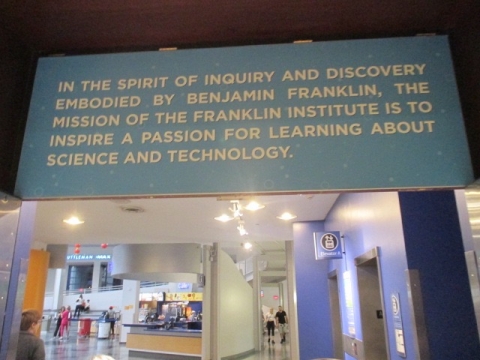 IN THE SPIRIT OF INQUIRY AND DISCOVERY
EMBODIED BY BENJAMIN FRANKLIN, THE
MISSION OF THE FRANKLIN INSTITUTE IS TO
INSPIRE A PASSION FOR LEARNING ABOUT
SCIENCE AND TECHNOLOGY.